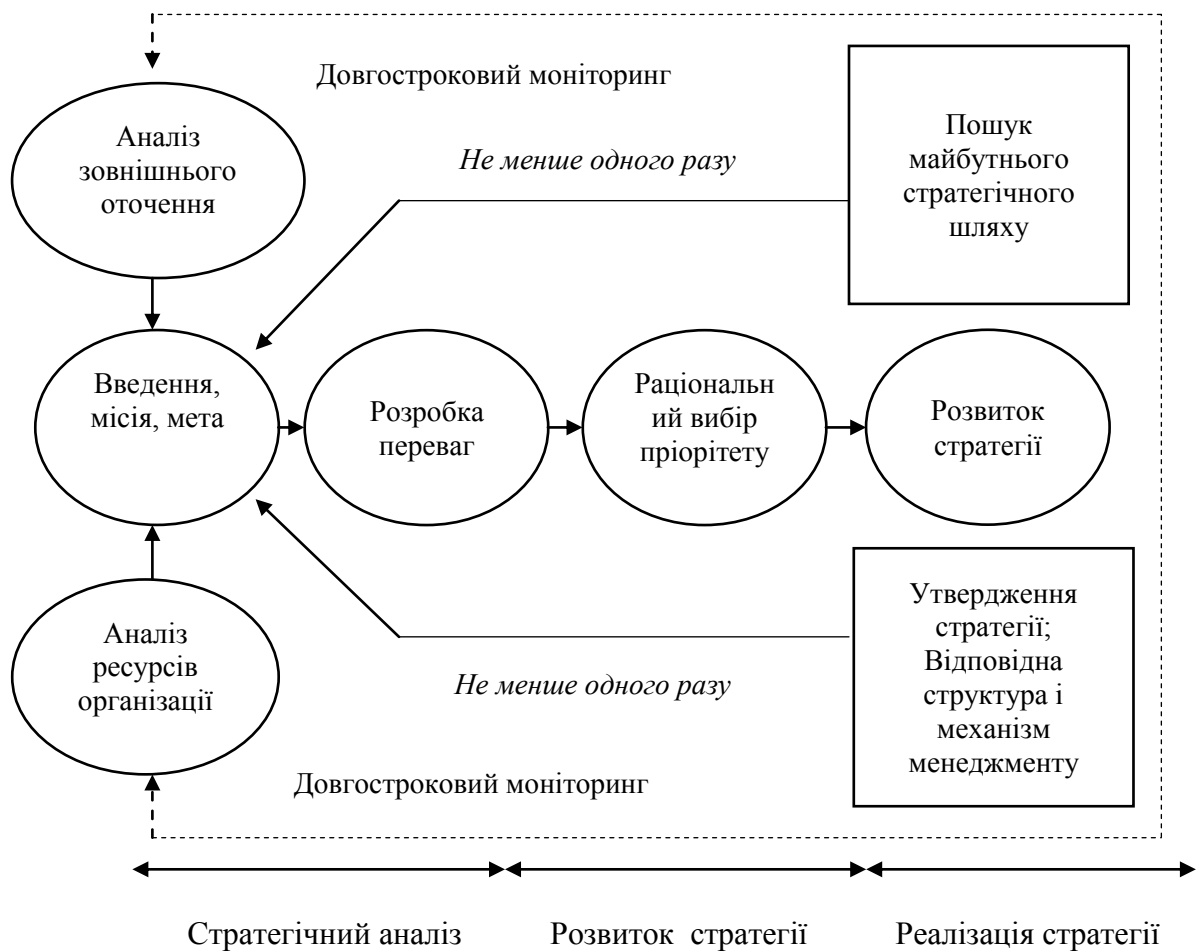 Довгостроковий моніторинг
Аналіз
зовнішнього
оточення
Не менше одного разу
Пошук
майбутнього
стратегічного
шляху
Введення,
місія, мета
Розробка
переваг
Раціональн
ий вибір
пріорітету
Розвиток
стратегії
Аналіз
ресурсів
організації
Не менше одного разу
Утвердження
стратегії;
Відповідна
структура і
механізм
менеджменту
Довгостроковий моніторинг
Стратегічний аналіз
Розвиток стратегії
Реалізація стратегії